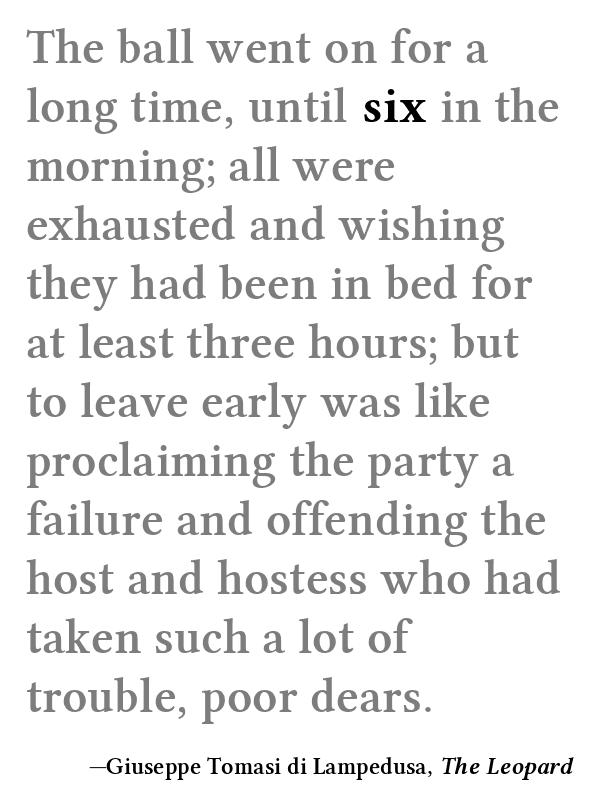 The ball went on for a
long time, until six in the
morning; all were
exhausted and wishing
they had been in bed for
at least three hours; but
to leave early was like
proclaiming the party a
failure and offending the
host and hostess who had
taken such a lot of
trouble, poor dears.
—Giuseppe Tomasi di Lampedusa, The Leopard